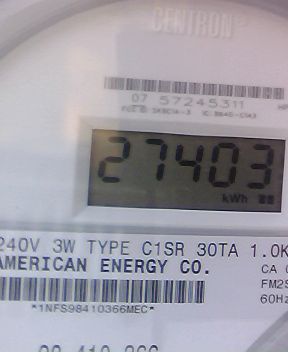 CENTRON®
07 57245311
27403
kWh
240V 3W TYPE C1SR 30TA 1.0K
AMERICAN ENERGY CO.
CA
FM2S
60Hz
*1NFS98410366MEC*